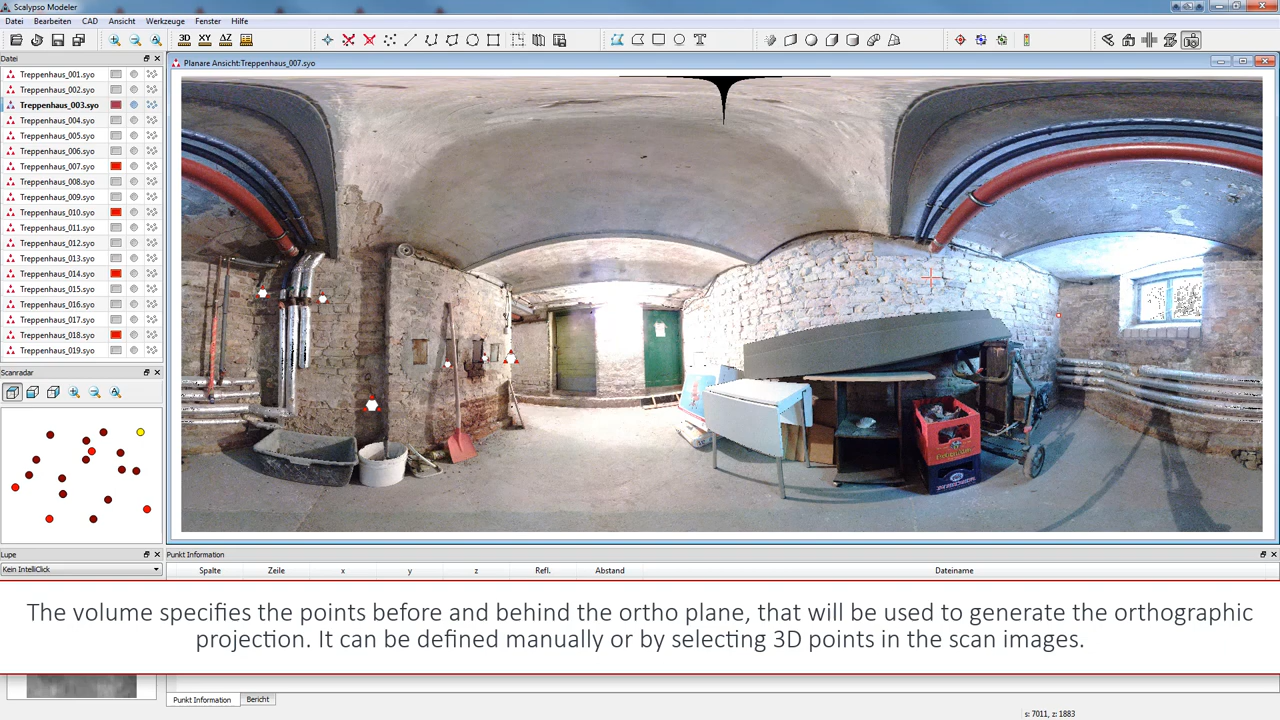 Scalypso Modeler
Datei Bearbeiten CAD Ansicht Werkzeuge Fenster Hilfe
3D XY ΔZ
Datei
Planare Ansicht:Treppenhaus_007.syo
Treppenhaus_001.syo
Treppenhaus_002.syo
Treppenhaus_003.syo
Treppenhaus_004.syo
Treppenhaus_005.syo
Treppenhaus_006.syo
Treppenhaus_007.syo
Treppenhaus_008.syo
Treppenhaus_009.syo
Treppenhaus_010.syo
Treppenhaus_011.syo
Treppenhaus_012.syo
Treppenhaus_013.syo
Treppenhaus_014.syo
Treppenhaus_015.syo
Treppenhaus_016.syo
Treppenhaus_017.syo
Treppenhaus_018.syo
Treppenhaus_019.syo
Scanradar
Lupe
Kein IntelliClick
Punkt Information
Spalte Zeile x y z Refl. Abstand Dateiname
The volume specifies the points before and behind the ortho plane, that will be used to generate the orthographic
projection. It can be defined manually or by selecting 3D points in the scan images.
Punkt Information Bericht
s: 7011, z: 1883